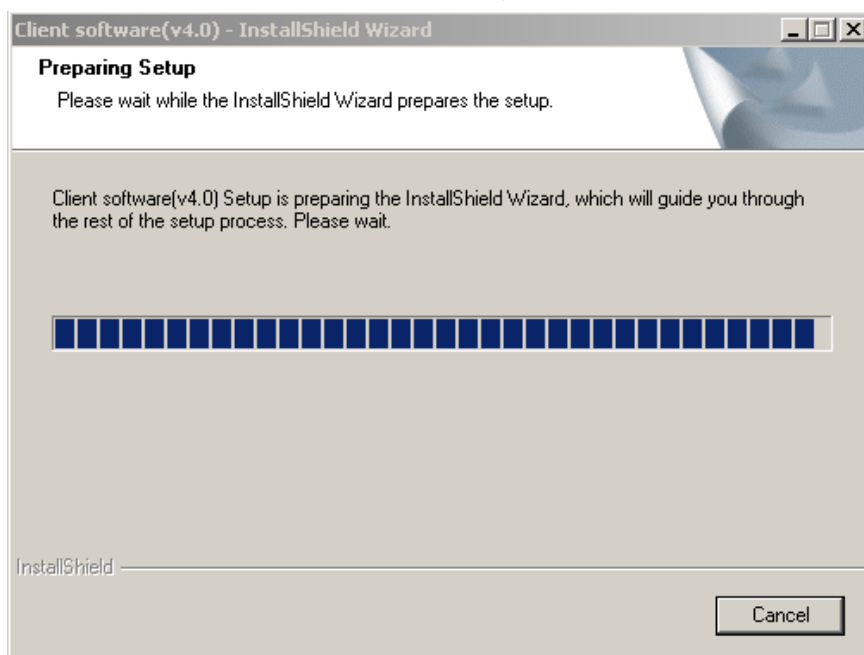 Client software(v4.0) - InstallShield Wizard
Preparing Setup
Please wait while the InstallShield Wizard prepares the setup.
Client software(v4.0) Setup is preparing the InstallShield Wizard, which will guide you through
the rest of the setup process. Please wait.
InstallShield
Cancel